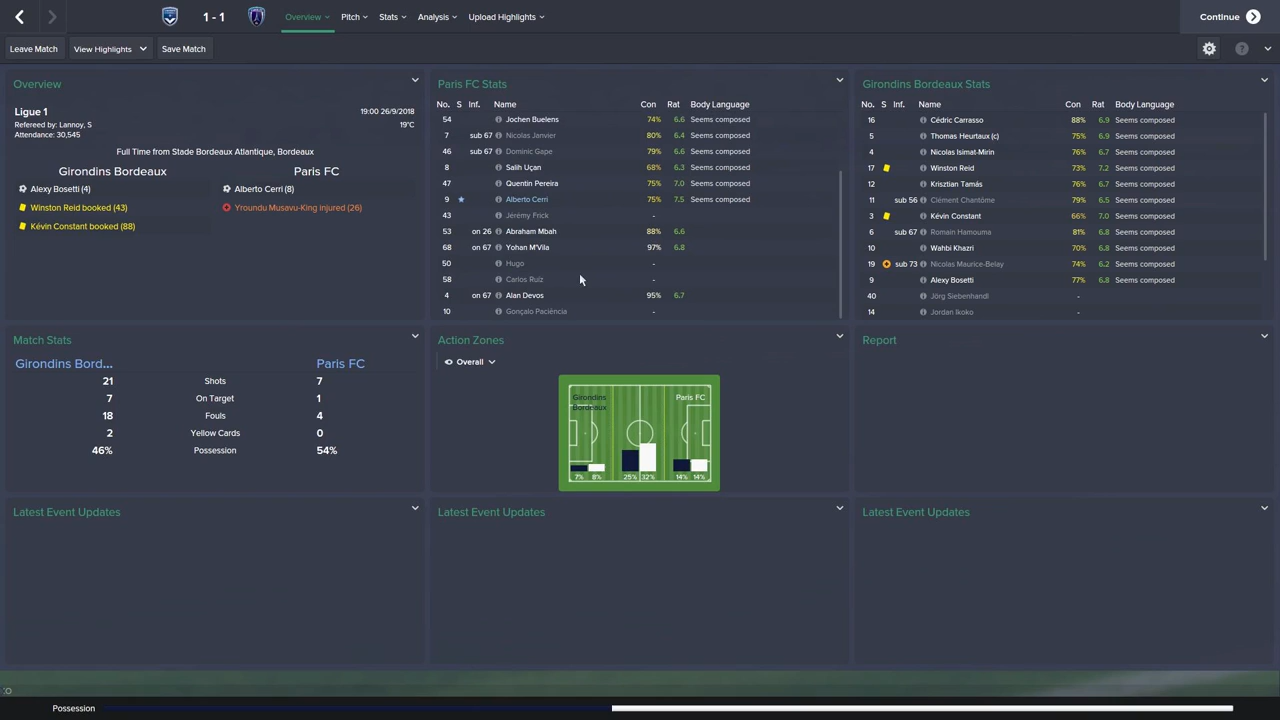 1 - 1
Overview
Pitch
Stats
Analysis
Upload Highlights
Continue
Leave Match
View Highlights
Save Match
Overview
Ligue 1
19:00 26/9/2018
Refereed by: Lannoy, S
19°C
Attendance: 30,545
Full Time from Stade Bordeaux Atlantique, Bordeaux
Girondins Bordeaux
Paris FC
Alexy Bosetti (4)
Alberto Cerri (8)
Winston Reid booked (43)
Yroundu Musavu-King injured (26)
Kévin Constant booked (88)
Paris FC Stats
No. S Inf. Name Con Rat Body Language
54 Jochen Buelens 74% 6.6 Seems composed
7 sub 67 Nicolas Janvier 80% 6.4 Seems composed
46 sub 67 Dominic Gape 79% 6.6 Seems composed
8 Salih Uçan 68% 6.3 Seems composed
47 Quentin Pereira 75% 7.0 Seems composed
9 Alberto Cerri 75% 7.5 Seems composed
43 Jérémy Frick -
53 on 26 Abraham Mbah 88% 6.6
68 on 67 Yohan M'Vila 97% 6.8
50 Hugo -
58 Carlos Ruiz -
4 on 67 Alan Devos 95% 6.7
10 Gonçalo Paciência -
Girondins Bordeaux Stats
No. S Inf. Name Con Rat Body Language
16 Cédric Carrasso 88% 6.9 Seems composed
5 Thomas Heurtaux (c) 75% 6.9 Seems composed
4 Nicolas Isimat-Mirin 76% 6.7 Seems composed
17 Winston Reid 73% 7.2 Seems composed
12 Krisztian Tamás 76% 6.7 Seems composed
11 sub 56 Clément Chantôme 79% 6.5 Seems composed
3 Kévin Constant 66% 7.0 Seems composed
6 sub 67 Romain Hamouma 81% 6.8 Seems composed
10 Wahbi Khazri 70% 6.8 Seems composed
19 sub 73 Nicolas Maurice-Belay 74% 6.2 Seems composed
9 Alexy Bosetti 77% 6.8 Seems composed
40 Jörg Siebenhandl -
14 Jordan Ikoko -
Match Stats
Girondins Bord...
Paris FC
21 Shots 7
7 On Target 1
18 Fouls 4
2 Yellow Cards 0
46% Possession 54%
Action Zones
Overall
Girondins
Bordeaux
Paris FC
7% 8% 25% 32% 14% 14%
Report
Latest Event Updates
Latest Event Updates
Latest Event Updates
Possession